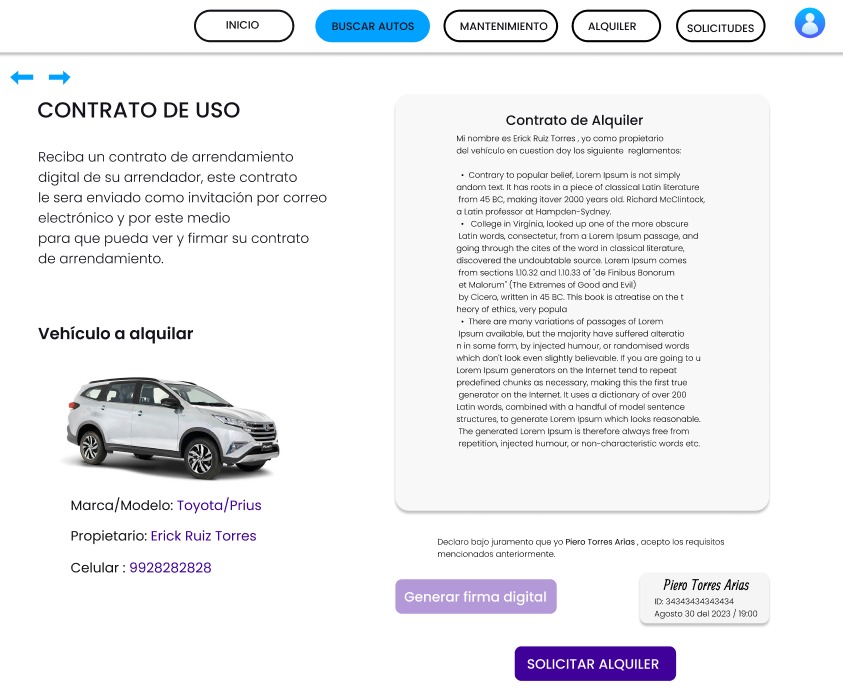 INICIO
BUSCAR AUTOS
MANTENIMIENTO
ALQUILER
SOLICITUDES
CONTRATO DE USO
Reciba un contrato de arrendamiento
digital de su arrendador, este contrato
le sera enviado como invitación por correo
electrónico y por este medio
para que pueda ver y firmar su contrato
de arrendamiento.
Vehículo a alquilar
Marca/Modelo: Toyota/Prius
Propietario: Erick Ruiz Torres
Celular : 9928282828
Contrato de Alquiler
Mi nombre es Erick Ruiz Torres , yo como propietario
del vehículo en cuestion doy los siguiente reglamentos:
• Contrary to popular belief, Lorem Ipsum is not simply
andom text. It has roots in a piece of classical Latin literature
from 45 BC, making itover 2000 years old. Richard McClintock,
a Latin professor at Hampden-Sydney.
• College in Virginia, looked up one of the more obscure
Latin words, consectetur, from a Lorem Ipsum passage, and
going through the cites of the word in classical literature,
discovered the undoubtable source. Lorem Ipsum comes
from sections 1.10.32 and 1.10.33 of "de Finibus Bonorum
et Malorum" (The Extremes of Good and Evil)
by Cicero, written in 45 BC. This book is atreatise on the t
heory of ethics, very popula
• There are many variations of passages of Lorem
Ipsum available, but the majority have suffered alteratio
n in some form, by injected humour, or randomised words
which don't look even slightly believable. If you are going to u
Lorem Ipsum generators on the Internet tend to repeat
predefined chunks as necessary, making this the first true
generator on the Internet. It uses a dictionary of over 200
Latin words, combined with a handful of model sentence
structures, to generate Lorem Ipsum which looks reasonable.
The generated Lorem Ipsum is therefore always free from
repetition, injected humour, or non-characteristic words etc.
Declaro bajo juramento que yo Piero Torres Arias , acepto los requisitos
mencionados anteriormente.
Generar firma digital
Piero Torres Arias
ID: 34343434343434
Agosto 30 del 2023 / 19:00
SOLICITAR ALQUILER